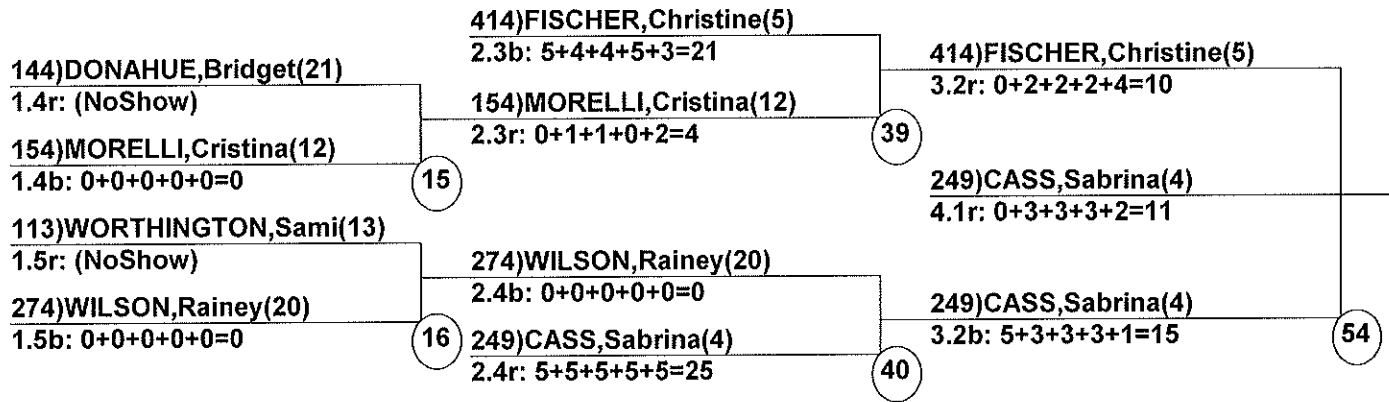 144)DONAHUE,Bridget(21)
1.4r: (NoShow)
154)MORELLI,Cristina(12)
1.4b: 0+0+0+0+0=0
15
113)WORTHINGTON,Sami(13)
1.5r: (NoShow)
274)WILSON,Rainey(20)
1.5b: 0+0+0+0+0=0
16
414)FISCHER,Christine(5)
2.3b: 5+4+4+5+3=21
154)MORELLI,Cristina(12)
2.3r: 0+1+1+0+2=4
39
274)WILSON,Rainey(20)
2.4b: 0+0+0+0+0=0
249)CASS,Sabrina(4)
2.4r: 5+5+5+5+5=25
40
414)FISCHER,Christine(5)
3.2r: 0+2+2+2+4=10
249)CASS,Sabrina(4)
4.1r: 0+3+3+3+2=11
249)CASS,Sabrina(4)
3.2b: 5+3+3+3+1=15
54